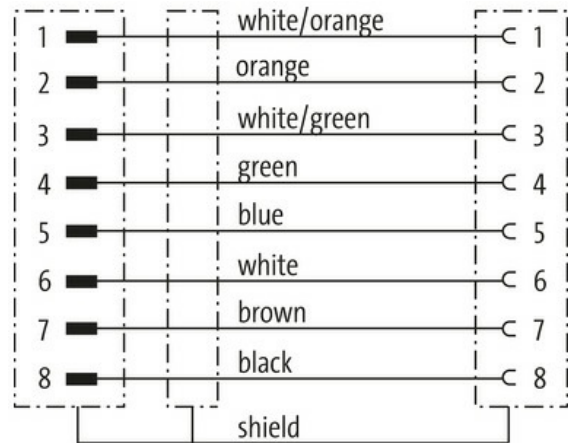 1 white/orange 1
2 orange 2
3 white/green 3
4 green 4
5 blue 5
6 white 6
7 brown 7
8 black 8
shield